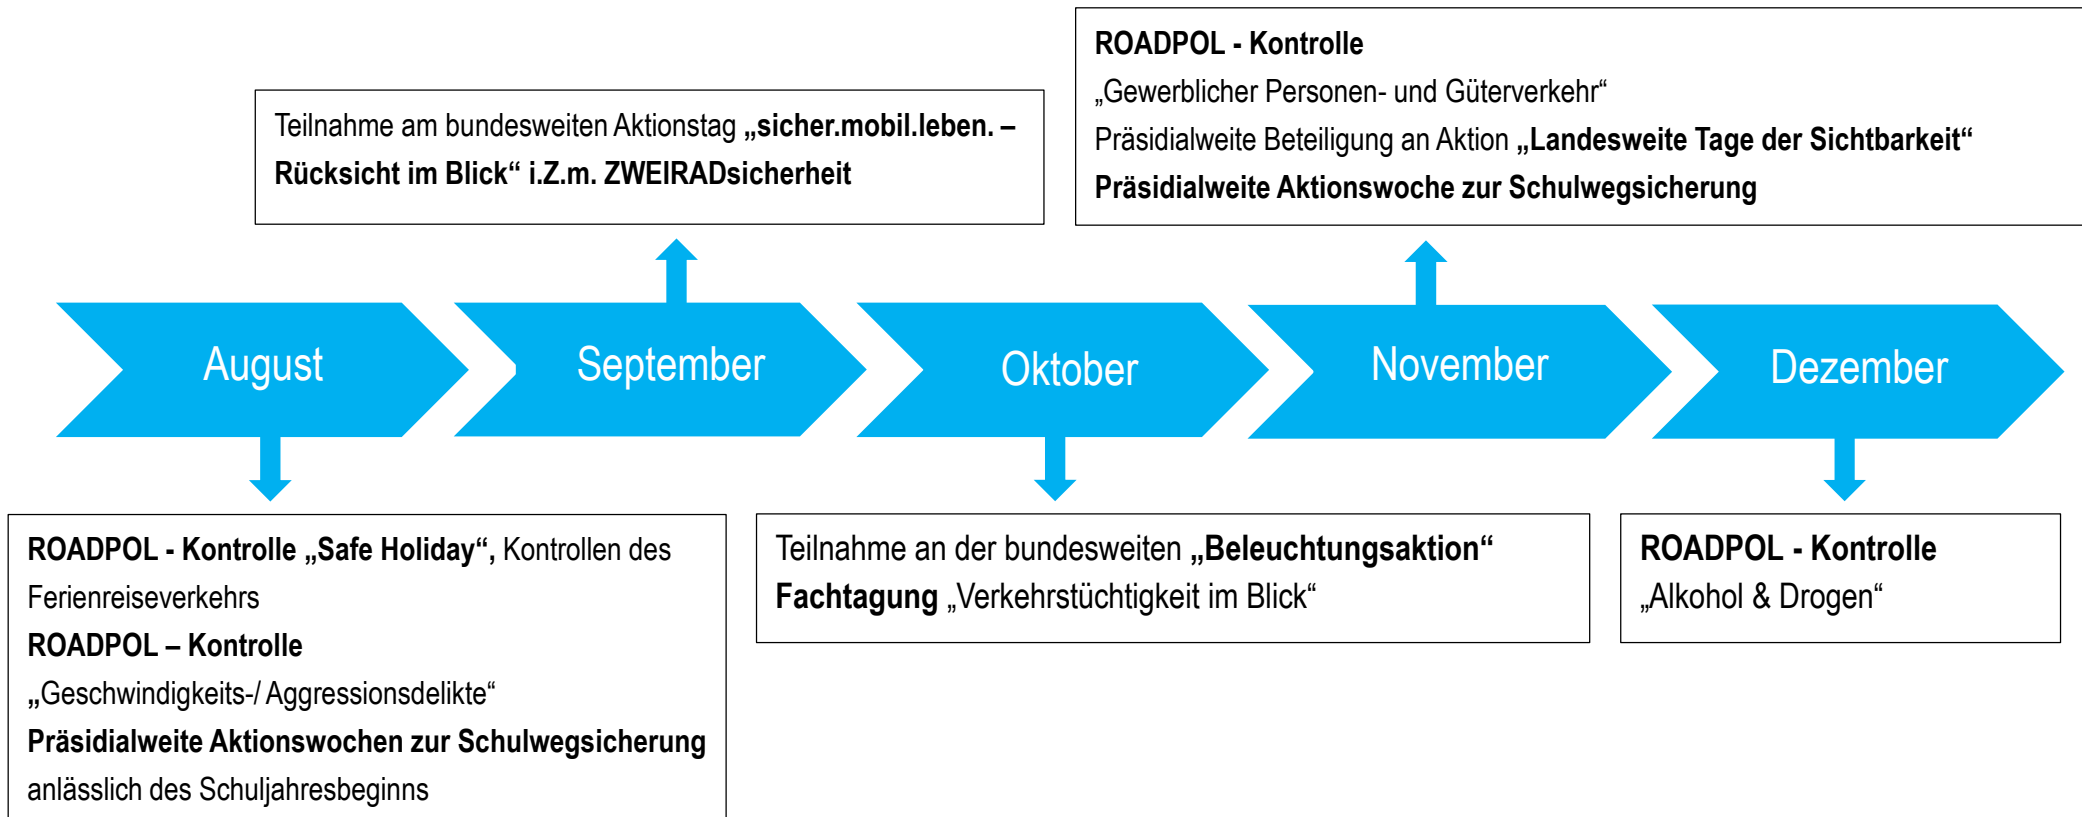 ROADPOL - Kontrolle
„Gewerblicher Personen- und Güterverkehr“
Präsidialweite Beteiligung an Aktion „Landesweite Tage der Sichtbarkeit“
Präsidialweite Aktionswoche zur Schulwegsicherung
Teilnahme am bundesweiten Aktionstag „sicher.mobil.leben. –
Rücksicht im Blick“ i.Z.m. ZWEIRADsicherheit
August
September
Oktober
November
Dezember
ROADPOL - Kontrolle „Safe Holiday“, Kontrollen des
Ferienreiseverkehrs
ROADPOL – Kontrolle
„Geschwindigkeits-/ Aggressionsdelikte“
Präsidialweite Aktionswochen zur Schulwegsicherung
anlässlich des Schuljahresbeginns
Teilnahme an der bundesweiten „Beleuchtungsaktion“
Fachtagung „Verkehrstüchtigkeit im Blick“
ROADPOL - Kontrolle
„Alkohol & Drogen“